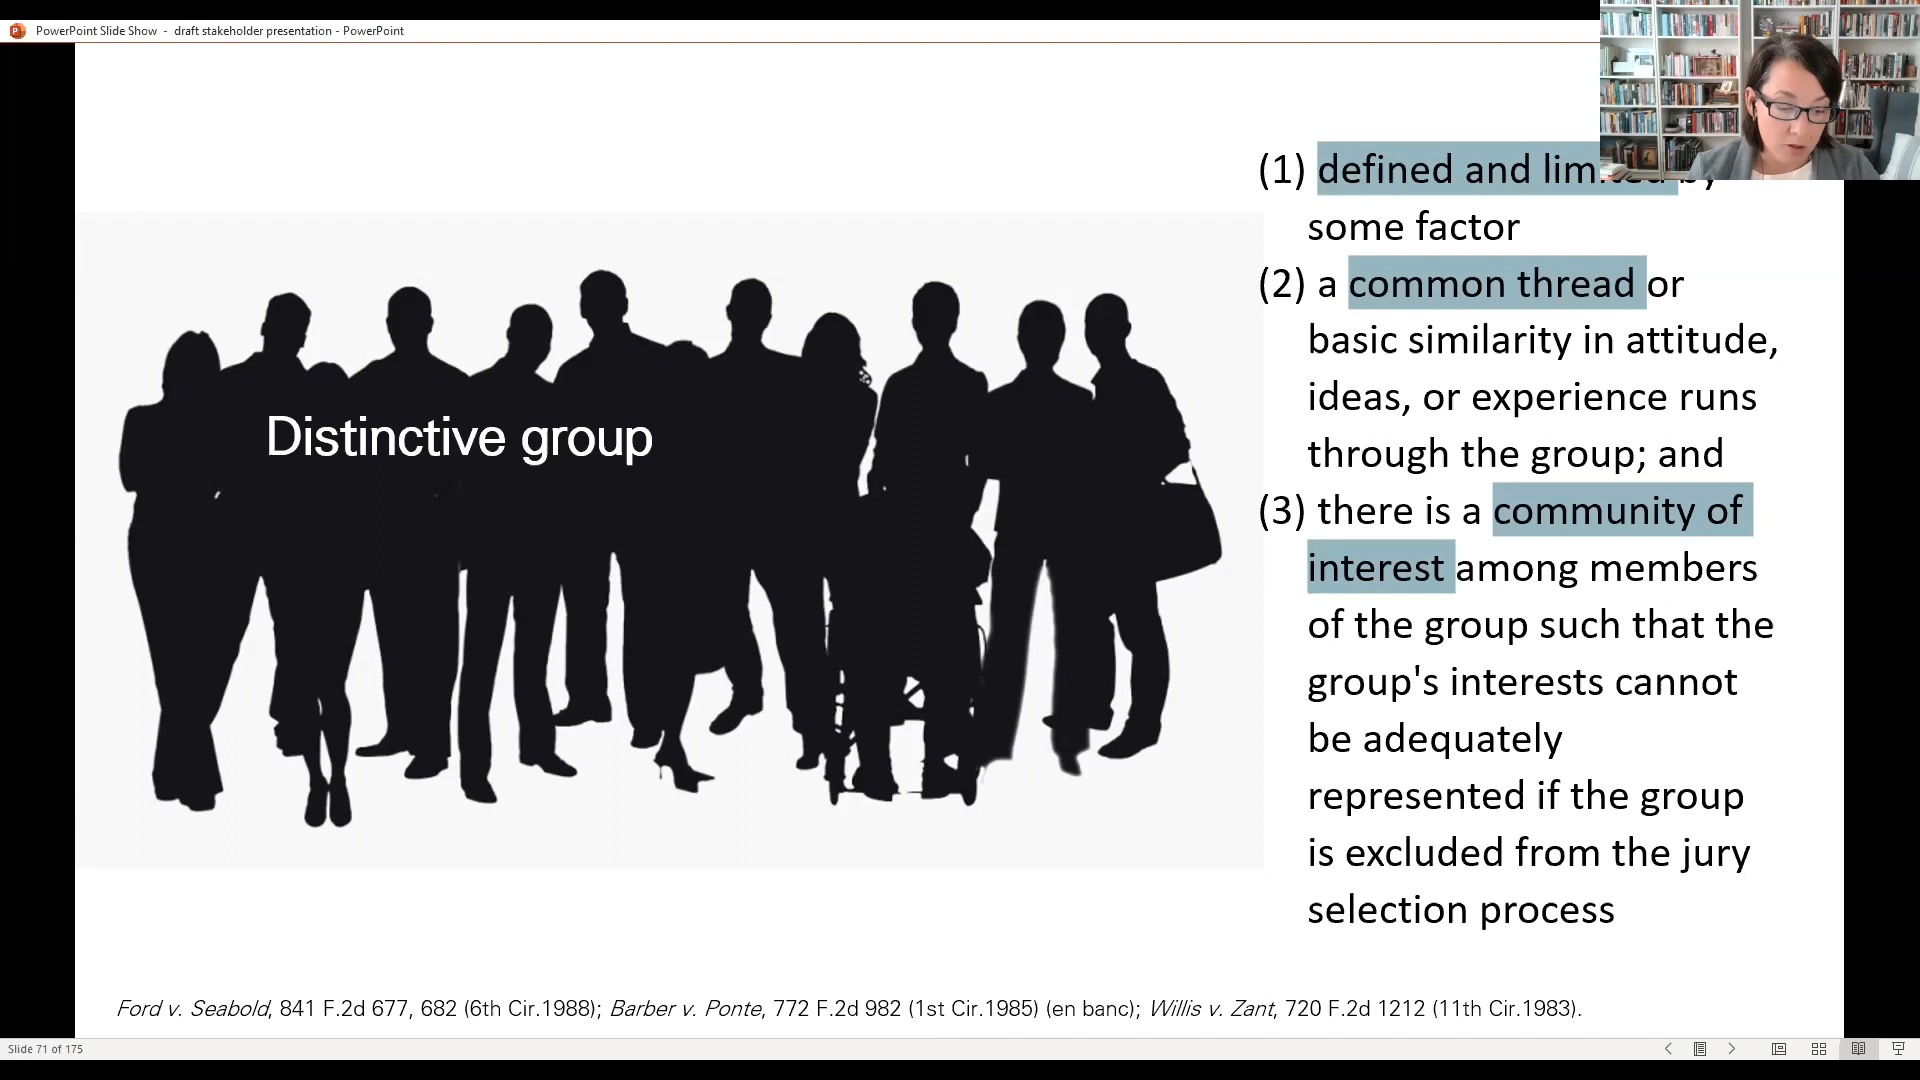 PowerPoint Slide Show - draft stakeholder presentation - PowerPoint
(1) defined and limited by
some factor
(2) a common thread or
basic similarity in attitude,
ideas, or experience runs
through the group; and
(3) there is a community of
interest among members
of the group such that the
group's interests cannot
be adequately
represented if the group
is excluded from the jury
selection process
Distinctive group
Ford v. Seabold, 841 F.2d 677, 682 (6th Cir.1988); Barber v. Ponte, 772 F.2d 982 (1st Cir.1985) (en banc); Willis v. Zant, 720 F.2d 1212 (11th Cir.1983).
Slide 71 of 175